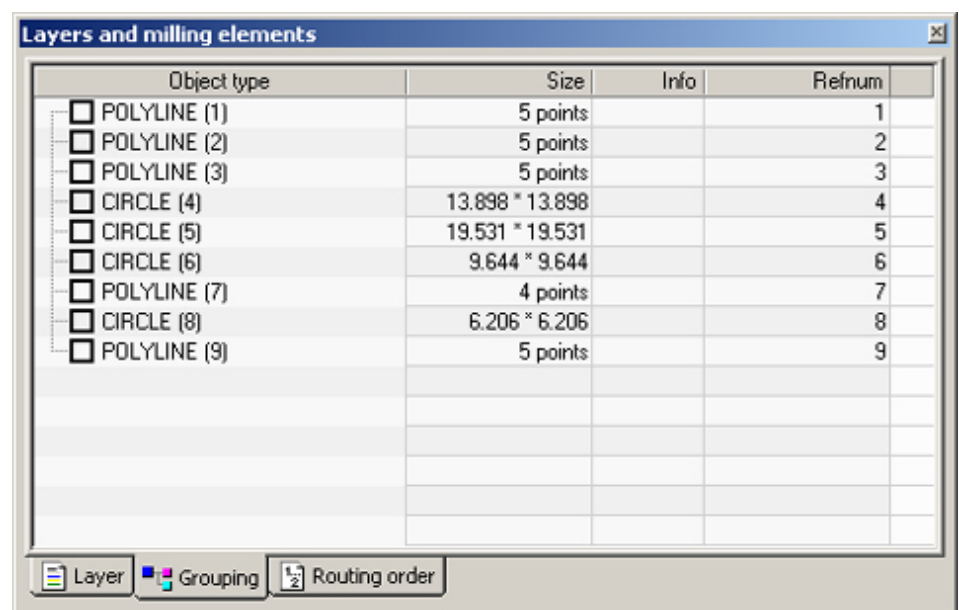 Layers and milling elements
Object type Size Info Refnum
POLYLINE (1) 5 points 1
POLYLINE (2) 5 points 2
POLYLINE (3) 5 points 3
CIRCLE (4) 13.898 * 13.898 4
CIRCLE (5) 19.531 * 19.531 5
CIRCLE (6) 9.644 * 9.644 6
POLYLINE (7) 4 points 7
CIRCLE (8) 6.206 * 6.206 8
POLYLINE (9) 5 points 9
Layer Grouping Routing order